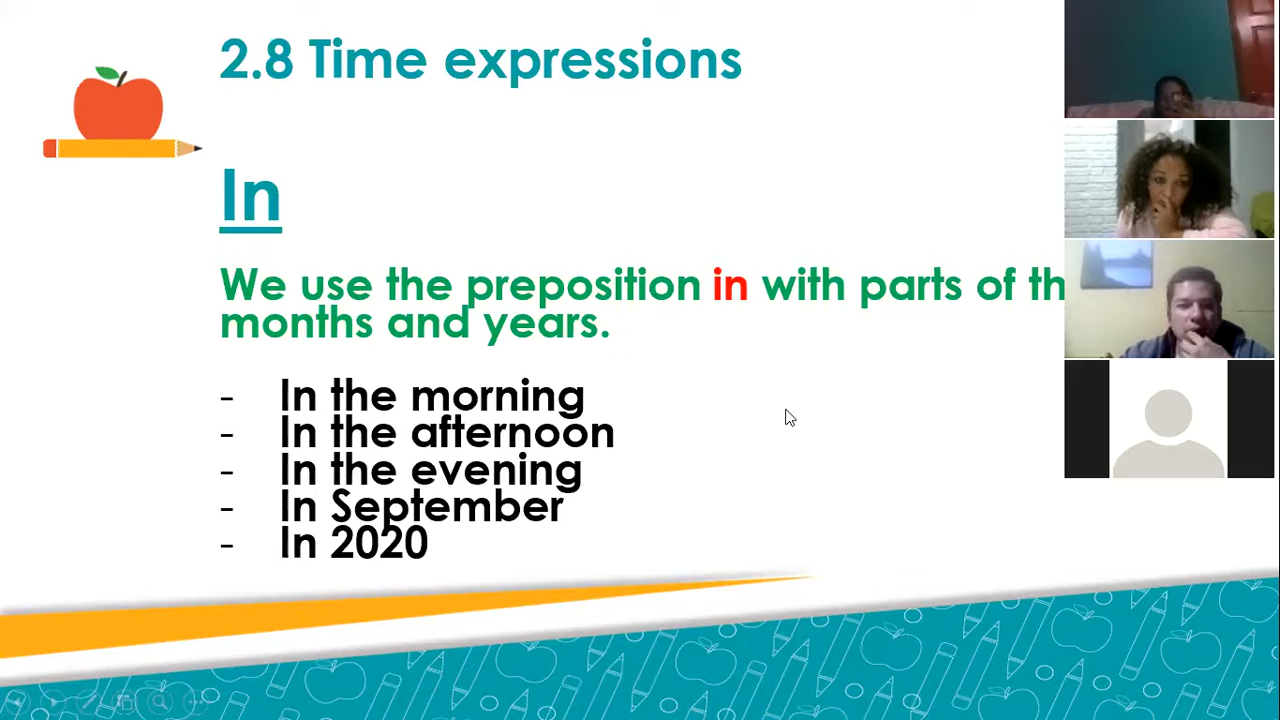 2.8 Time expressions
In
We use the preposition in with parts of th
months and years.
- In the morning
- In the afternoon
- In the evening
- In September
- In 2020